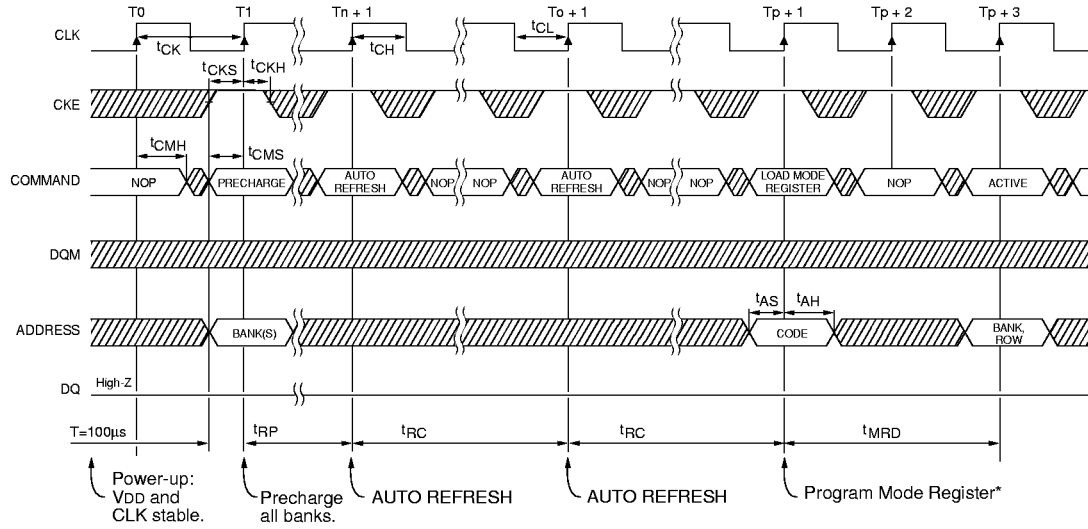 T0 T1 Tn + 1 To + 1 Tp + 1 Tp + 2 Tp + 3
CLK
tCK tCH tCL
tCKS tCKH
CKE
tCMH tCMS
COMMAND NOP PRECHARGE AUTO REFRESH NOP NOP AUTO REFRESH NOP NOP LOAD MODE REGISTER NOP ACTIVE
DQM
tAS tAH
ADDRESS BANK(S) CODE BANK, ROW
DQ High-Z
T=100µs tRP tRC tRC tMRD
Power-up:
VDD and
CLK stable.
Precharge
all banks.
AUTO REFRESH
AUTO REFRESH
Program Mode Register*